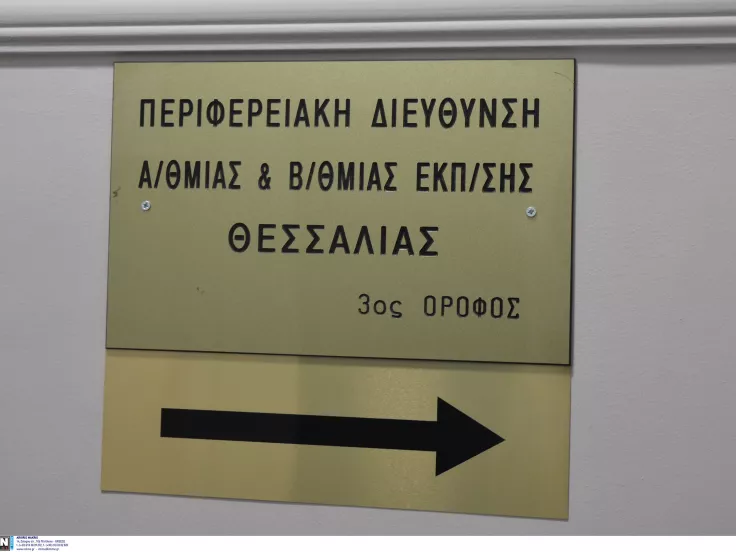 ΠΕΡΙΦΕΡΕΙΑΚΗ ΔΙΕΥΘΥΝΣΗ
Α/ΘΜΙΑΣ & Β/ΘΜΙΑΣ ΕΚΠ/ΣΗΣ
ΘΕΣΣΑΛΙΑΣ
3ος ΟΡΟΦΟΣ